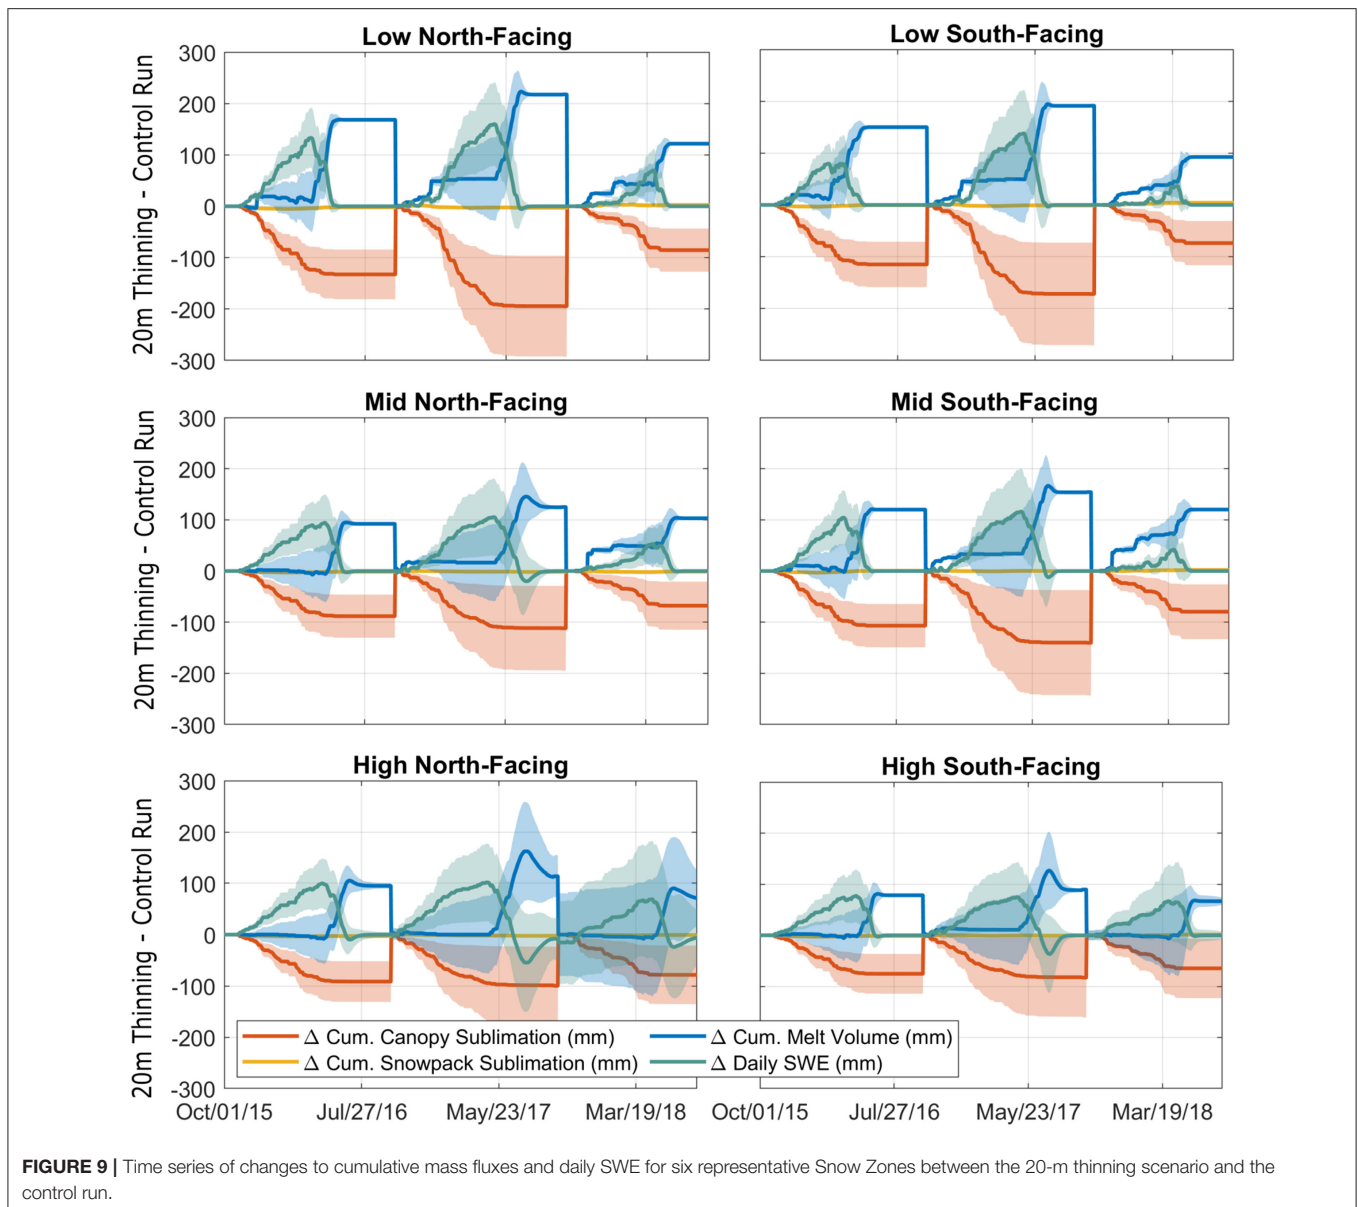 Low North-Facing
Low South-Facing
20m Thinning - Control Run
300
200
100
0
-100
-200
-300
Mid North-Facing
Mid South-Facing
20m Thinning - Control Run
300
200
100
0
-100
-200
-300
High North-Facing
High South-Facing
20m Thinning - Control Run
300
200
100
0
-100
-200
-300
Δ Cum. Canopy Sublimation (mm)
Δ Cum. Melt Volume (mm)
Δ Cum. Snowpack Sublimation (mm)
Δ Daily SWE (mm)
Oct/01/15 Jul/27/16 May/23/17 Mar/19/18
Oct/01/15 Jul/27/16 May/23/17 Mar/19/18
FIGURE 9 | Time series of changes to cumulative mass fluxes and daily SWE for six representative Snow Zones between the 20-m thinning scenario and the
control run.